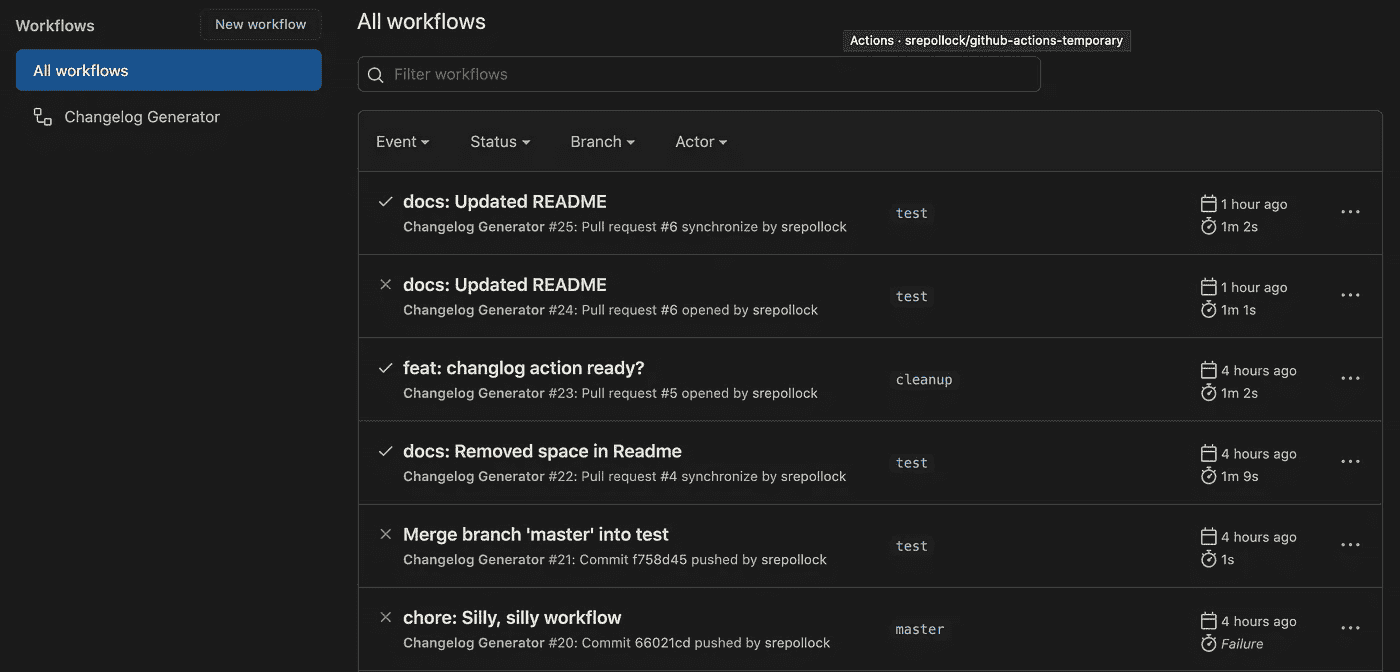 Workflows
New workflow
All workflows
Changelog Generator
All workflows
Actions · srepollock/github-actions-temporary
Filter workflows
Event Status Branch Actor
docs: Updated README
Changelog Generator #25: Pull request #6 synchronize by srepollock
test
1 hour ago
1m 2s
docs: Updated README
Changelog Generator #24: Pull request #6 opened by srepollock
test
1 hour ago
1m 1s
feat: changlog action ready?
Changelog Generator #23: Pull request #5 opened by srepollock
cleanup
4 hours ago
1m 2s
docs: Removed space in Readme
Changelog Generator #22: Pull request #4 synchronize by srepollock
test
4 hours ago
1m 9s
Merge branch 'master' into test
Changelog Generator #21: Commit f758d45 pushed by srepollock
test
4 hours ago
1s
chore: Silly, silly workflow
Changelog Generator #20: Commit 66021cd pushed by srepollock
master
4 hours ago
Failure